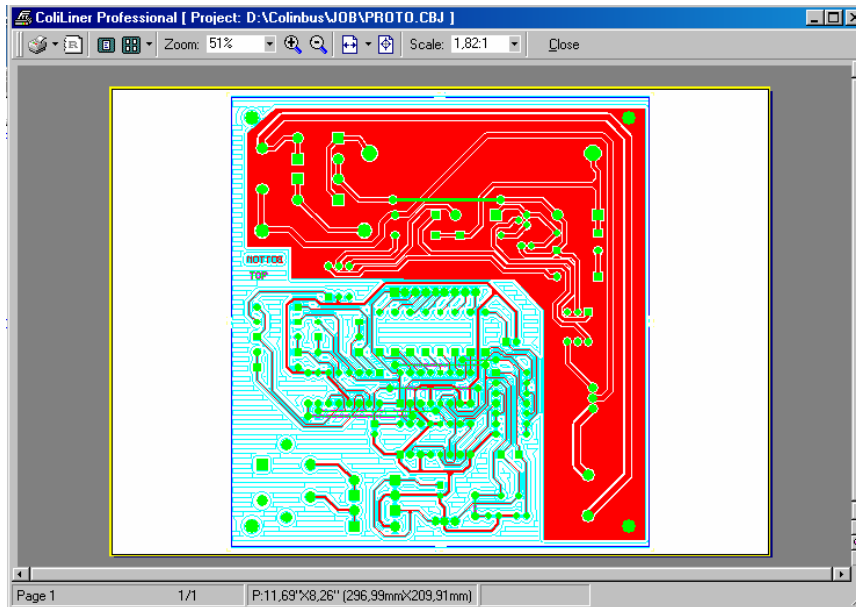 ColiLiner Professional [ Project: D:\Colinbus\JOB\PROTO.CBJ ]
Zoom: 51% Scale: 1,82:1 Close
BOTTOM
TOP
Page 1 1/1 P:11,69"X8,26" (296,99mmX209,91mm)